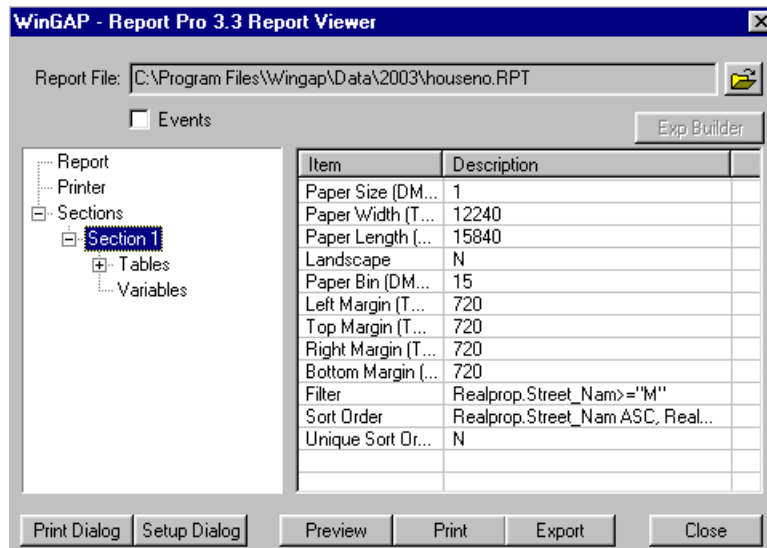 WinGAP - Report Pro 3.3 Report Viewer
Report File: C:\Program Files\Wingap\Data\2003\houseno.RPT
Events
Exp Builder
Report
Printer
Sections
Section 1
Tables
Variables
Item Description
Paper Size (DM... 1
Paper Width (T... 12240
Paper Length (... 15840
Landscape N
Paper Bin (DM... 15
Left Margin (T... 720
Top Margin (T... 720
Right Margin (T... 720
Bottom Margin (... 720
Filter Realprop.Street_Nam>="M"
Sort Order Realprop.Street_Nam ASC, Real...
Unique Sort Or... N
Print Dialog Setup Dialog Preview Print Export Close